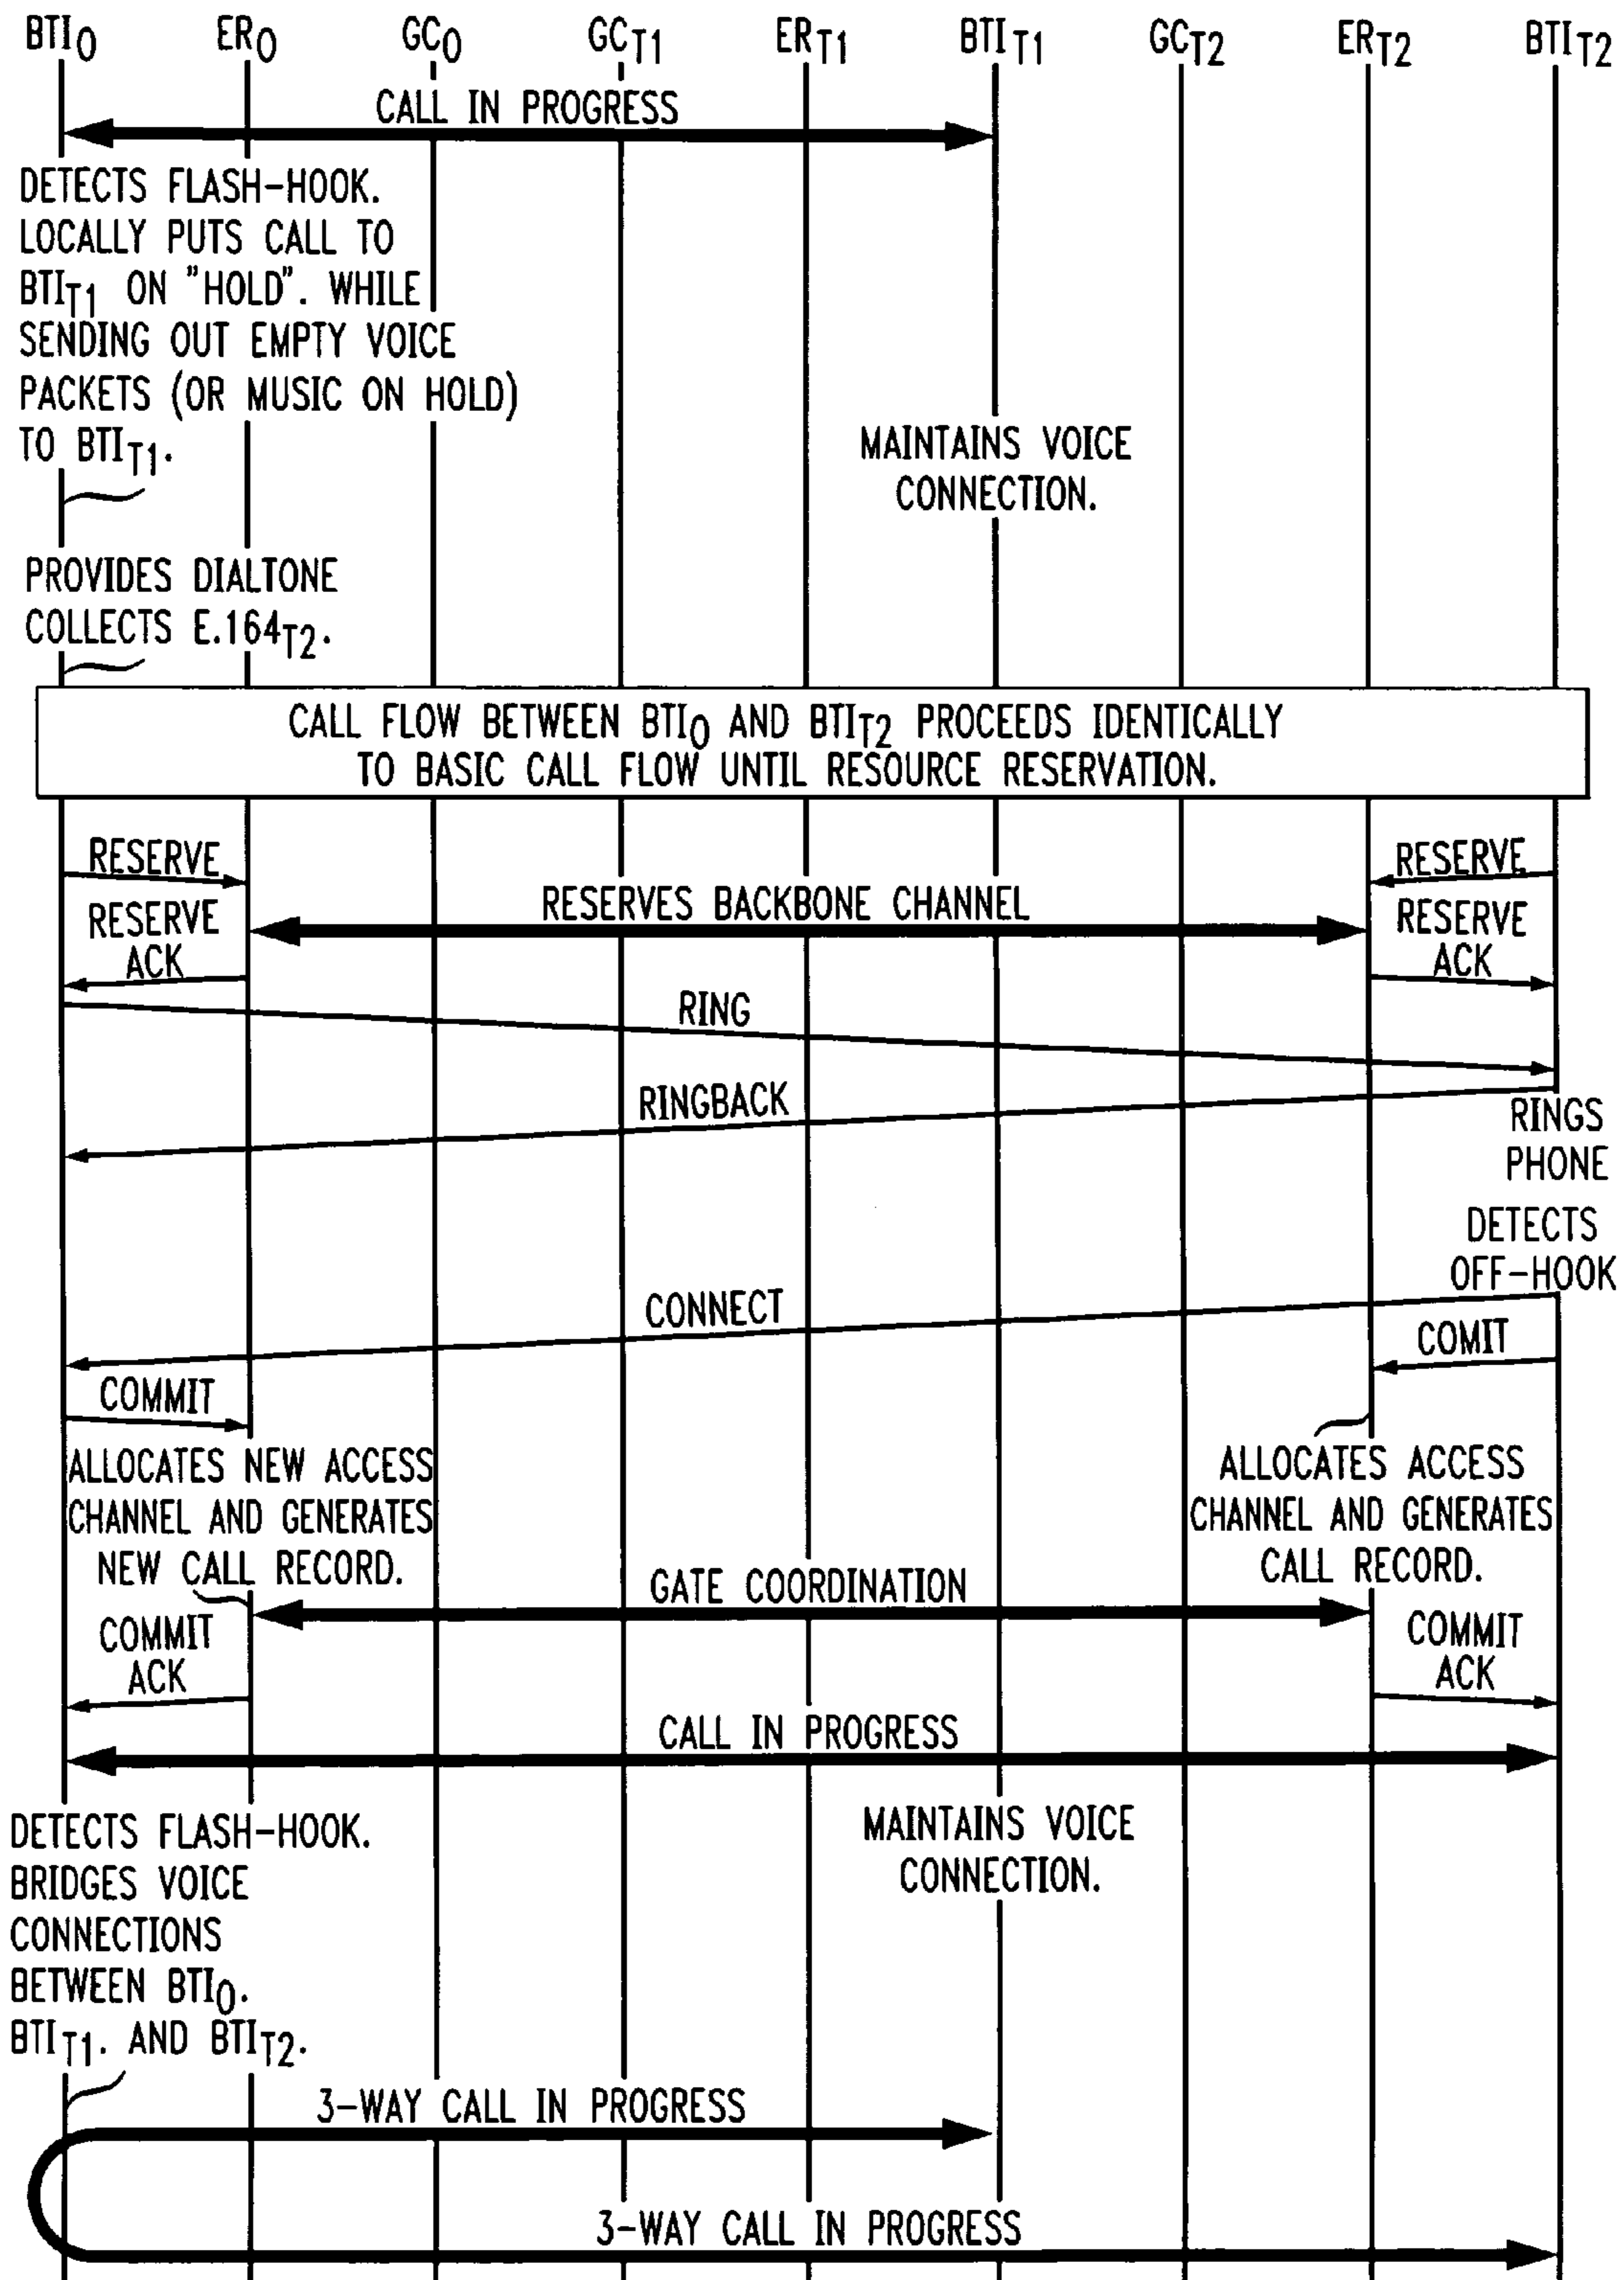 BTI0 ER0 GC0 GCT1 ERT1 BTIT1 GCT2 ERT2 BTIT2
CALL IN PROGRESS
DETECTS FLASH-HOOK.
LOCALLY PUTS CALL TO
BTIT1 ON "HOLD". WHILE
SENDING OUT EMPTY VOICE
PACKETS (OR MUSIC ON HOLD)
TO BTIT1.
MAINTAINS VOICE
CONNECTION.
PROVIDES DIALTONE
COLLECTS E.164T2.
CALL FLOW BETWEEN BTI0 AND BTIT2 PROCEEDS IDENTICALLY
TO BASIC CALL FLOW UNTIL RESOURCE RESERVATION.
RESERVE
RESERVE
RESERVES BACKBONE CHANNEL
RESERVE
ACK
RESERVE
ACK
RING
RINGBACK
RINGS
PHONE
DETECTS
OFF-HOOK
CONNECT
COMIT
COMMIT
ALLOCATES NEW ACCESS
CHANNEL AND GENERATES
NEW CALL RECORD.
ALLOCATES ACCESS
CHANNEL AND GENERATES
CALL RECORD.
GATE COORDINATION
COMMIT
ACK
COMMIT
ACK
CALL IN PROGRESS
DETECTS FLASH-HOOK.
BRIDGES VOICE
CONNECTIONS
BETWEEN BTI0.
BTIT1. AND BTIT2.
MAINTAINS VOICE
CONNECTION.
3-WAY CALL IN PROGRESS
3-WAY CALL IN PROGRESS